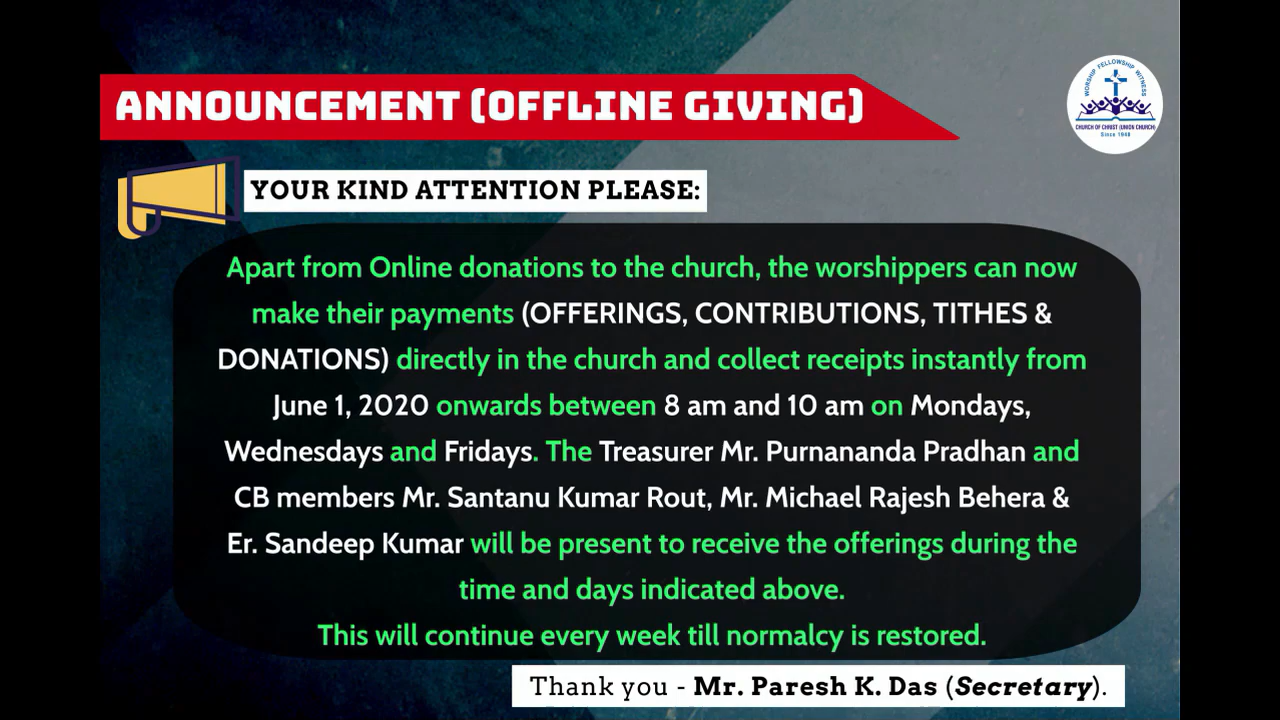 ANNOUNCEMENT (OFFLINE GIVING)
WORSHIP FELLOWSHIP WITNESS
CHURCH OF CHRIST (UNION CHURCH)
Since 1948
YOUR KIND ATTENTION PLEASE:
Apart from Online donations to the church, the worshippers can now
make their payments (OFFERINGS, CONTRIBUTIONS, TITHES &
DONATIONS) directly in the church and collect receipts instantly from
June 1, 2020 onwards between 8 am and 10 am on Mondays,
Wednesdays and Fridays. The Treasurer Mr. Purnananda Pradhan and
CB members Mr. Santanu Kumar Rout, Mr. Michael Rajesh Behera &
Er. Sandeep Kumar will be present to receive the offerings during the
time and days indicated above.
This will continue every week till normalcy is restored.
Thank you - Mr. Paresh K. Das (Secretary).